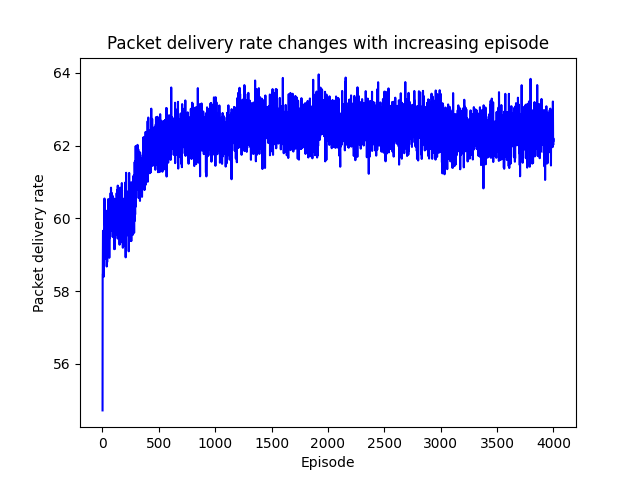 Packet delivery rate changes with increasing episode
64
62
60
58
56
Packet delivery rate
0 500 1000 1500 2000 2500 3000 3500 4000
Episode